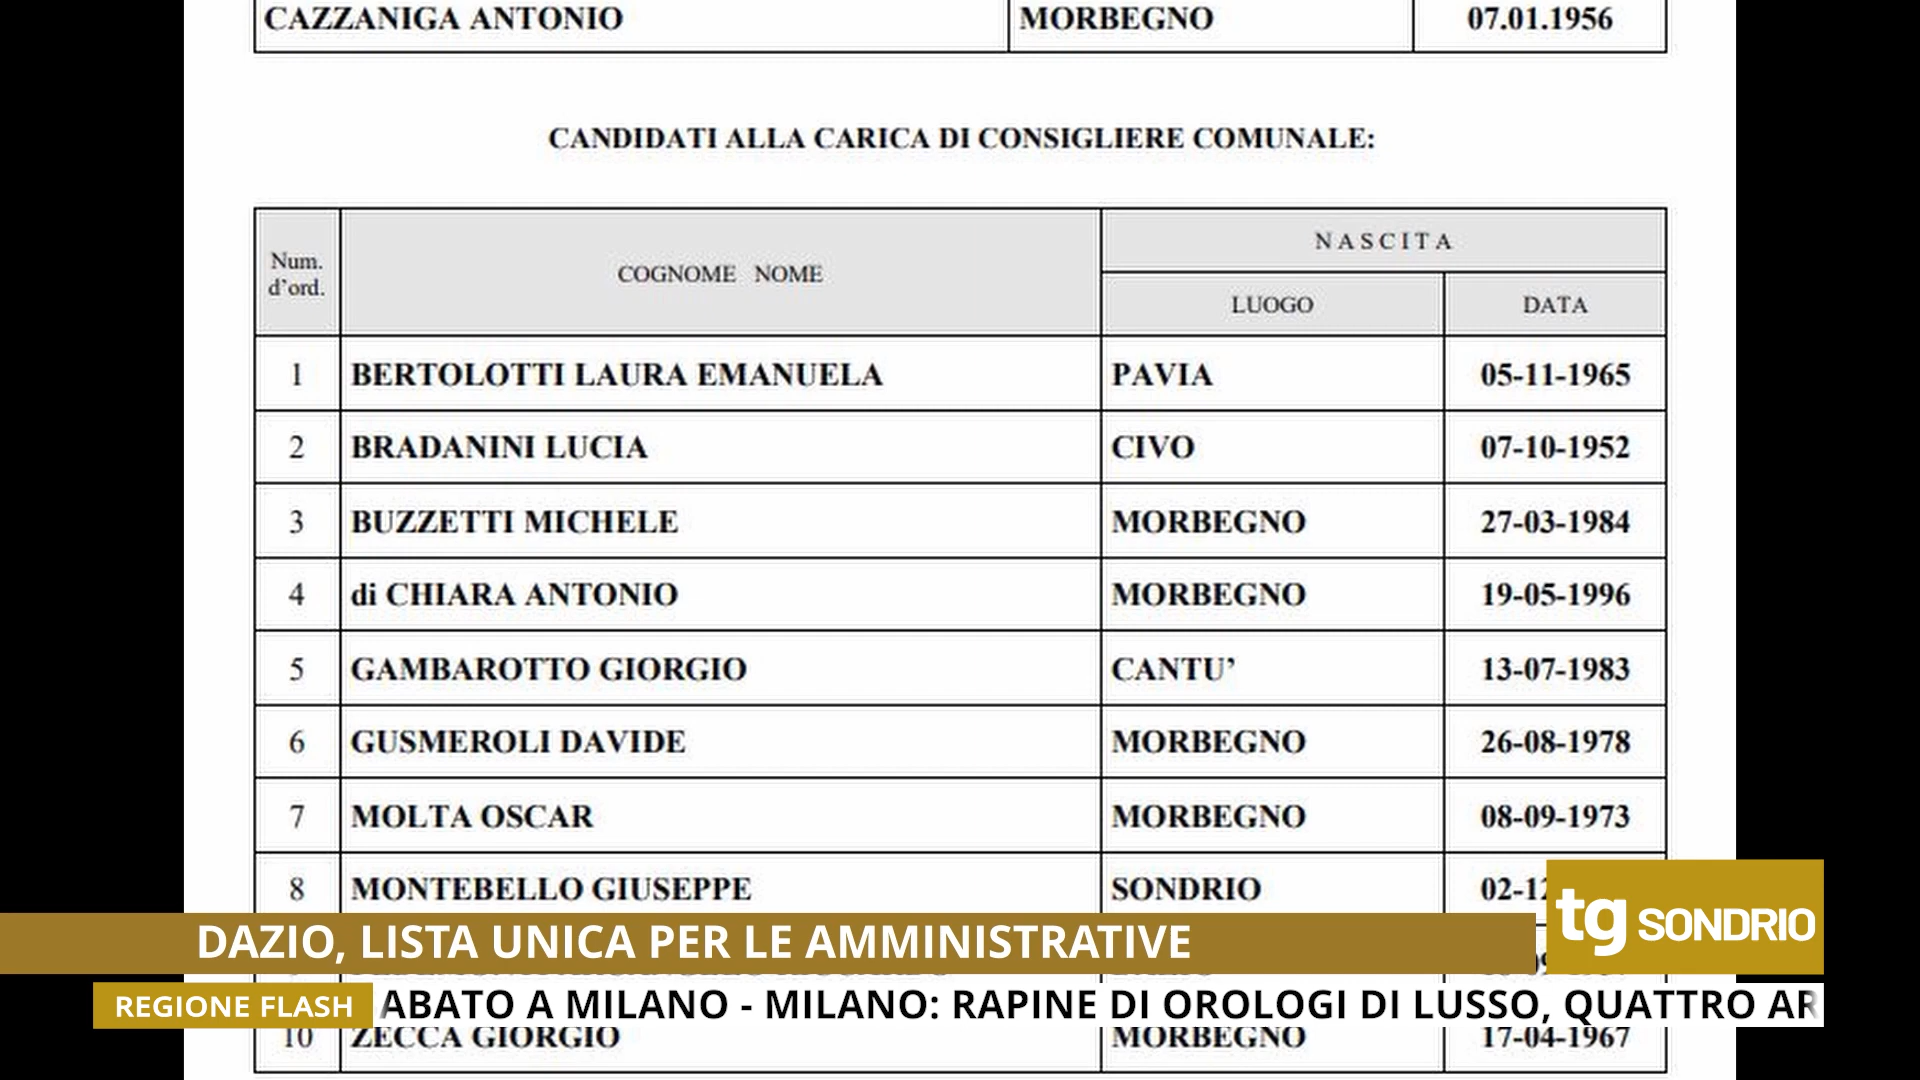 CAZZANIGA ANTONIO MORBEGNO 07.01.1956
CANDIDATI ALLA CARICA DI CONSIGLIERE COMUNALE:
Num. d'ord. COGNOME NOME NASCITA
LUOGO DATA
1 BERTOLOTTI LAURA EMANUELA PAVIA 05-11-1965
2 BRADANINI LUCIA CIVO 07-10-1952
3 BUZZETTI MICHELE MORBEGNO 27-03-1984
4 di CHIARA ANTONIO MORBEGNO 19-05-1996
5 GAMBAROTTO GIORGIO CANTU' 13-07-1983
6 GUSMEROLI DAVIDE MORBEGNO 26-08-1978
7 MOLTA OSCAR MORBEGNO 08-09-1973
8 MONTEBELLO GIUSEPPE SONDRIO 02-12
DAZIO, LISTA UNICA PER LE AMMINISTRATIVE
tg SONDRIO
REGIONE FLASH ABATO A MILANO - MILANO: RAPINE DI OROLOGI DI LUSSO, QUATTRO AR
10 ZECCA GIORGIO MORBEGNO 17-04-1967